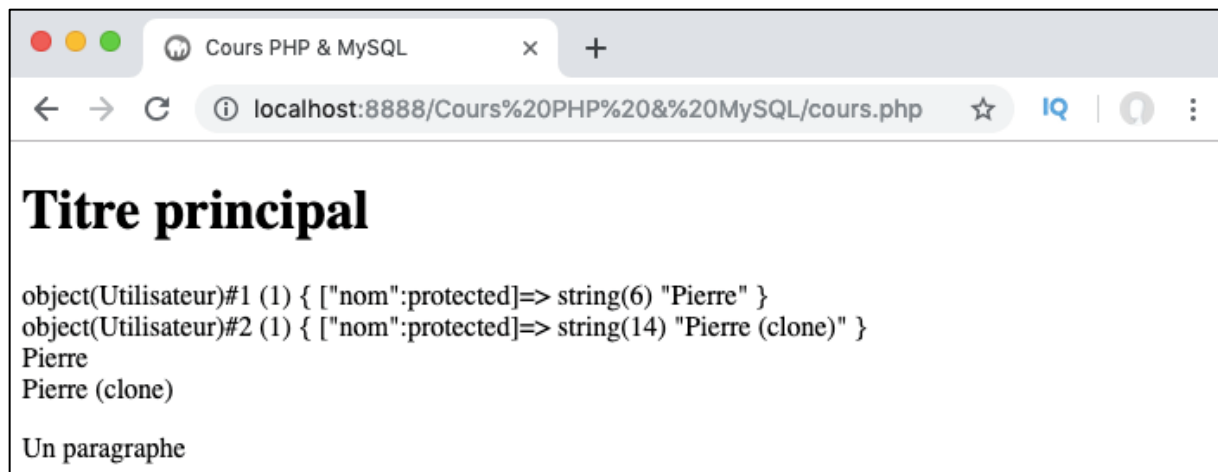 Cours PHP & MySQL
localhost:8888/Cours%20PHP%20&%20MySQL/cours.php
IQ
Titre principal
object(Utilisateur)#1 (1) { ["nom":protected]=> string(6) "Pierre" }
object(Utilisateur)#2 (1) { ["nom":protected]=> string(14) "Pierre (clone)" }
Pierre
Pierre (clone)
Un paragraphe